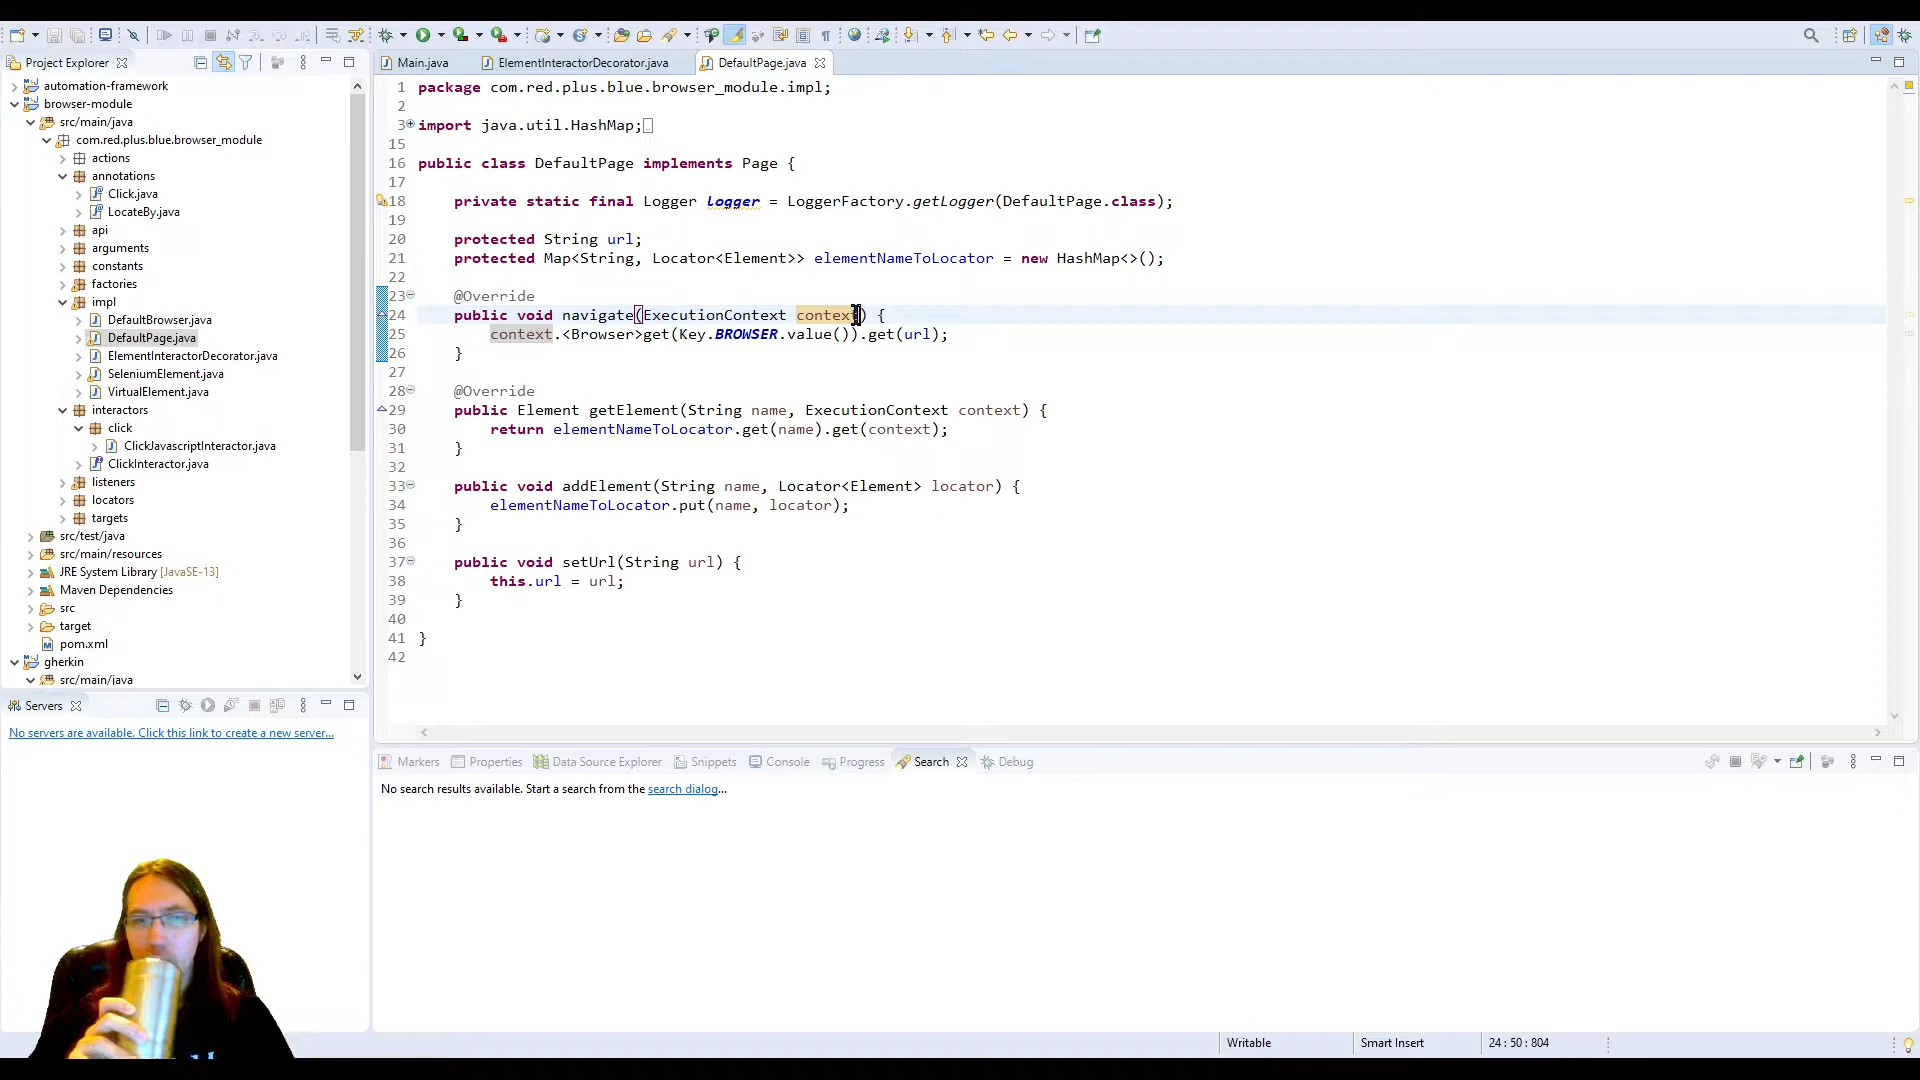 Project Explorer
automation-framework
browser-module
src/main/java
com.red.plus.blue.browser_module
actions
annotations
Click.java
LocateBy.java
api
arguments
constants
factories
impl
DefaultBrowser.java
DefaultPage.java
ElementInteractorDecorator.java
SeleniumElement.java
VirtualElement.java
interactors
click
ClickJavascriptInteractor.java
ClickInteractor.java
listeners
locators
targets
src/test/java
src/main/resources
JRE System Library [JavaSE-13]
Maven Dependencies
src
target
pom.xml
gherkin
src/main/java
Servers
No servers are available. Click this link to create a new server...
Main.java ElementInteractorDecorator.java DefaultPage.java
1 package com.red.plus.blue.browser_module.impl;
2
3 import java.util.HashMap;
15
16 public class DefaultPage implements Page {
17
18 private static final Logger logger = LoggerFactory.getLogger(DefaultPage.class);
19
20 protected String url;
21 protected Map<String, Locator<Element>> elementNameToLocator = new HashMap<>();
22
23 @Override
24 public void navigate(ExecutionContext context) {
25 context.<Browser>get(Key.BROWSER.value()).get(url);
26 }
27
28 @Override
29 public Element getElement(String name, ExecutionContext context) {
30 return elementNameToLocator.get(name).get(context);
31 }
32
33 public void addElement(String name, Locator<Element> locator) {
34 elementNameToLocator.put(name, locator);
35 }
36
37 public void setUrl(String url) {
38 this.url = url;
39 }
40
41 }
42
Markers Properties Data Source Explorer Snippets Console Progress Search Debug
No search results available. Start a search from the search dialog...
Writable Smart Insert 24 : 50 : 804